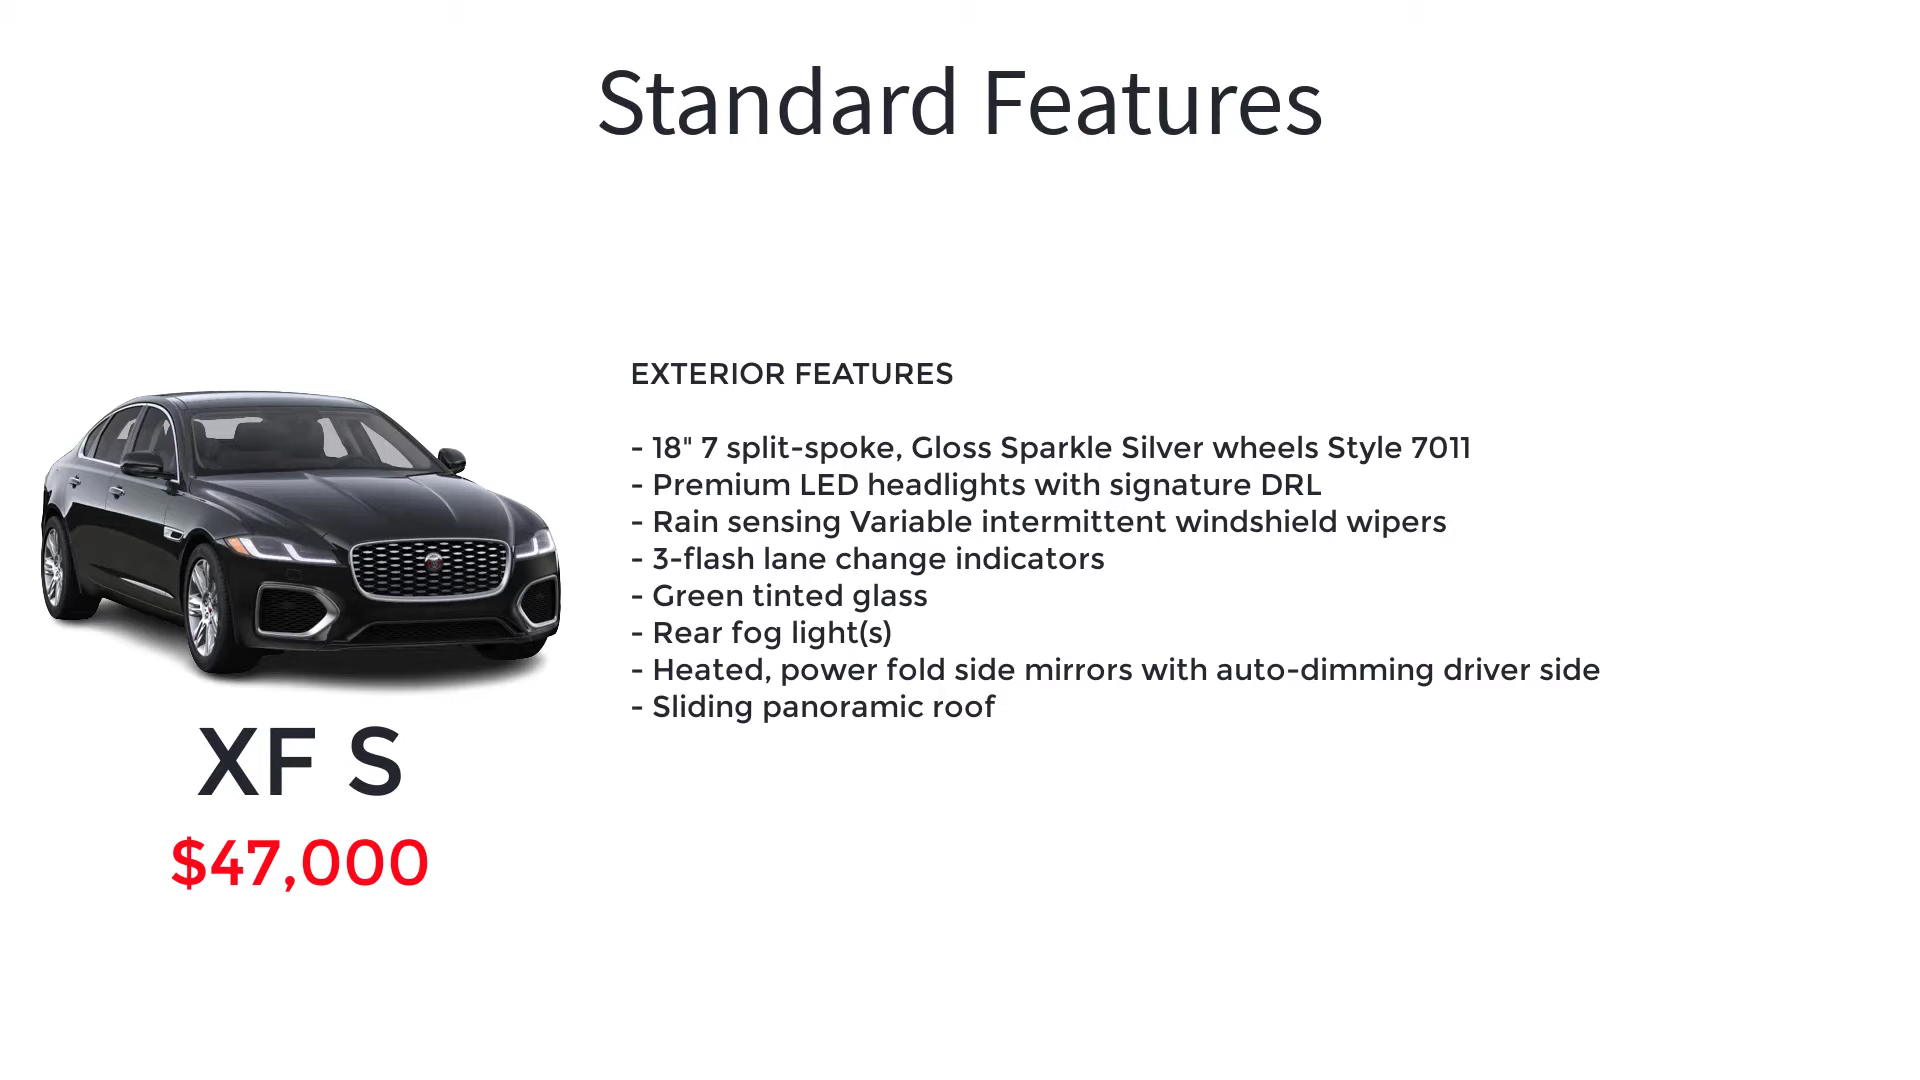 Standard Features
EXTERIOR FEATURES
- 18" 7 split-spoke, Gloss Sparkle Silver wheels Style 7011
- Premium LED headlights with signature DRL
- Rain sensing Variable intermittent windshield wipers
- 3-flash lane change indicators
- Green tinted glass
- Rear fog light(s)
- Heated, power fold side mirrors with auto-dimming driver side
- Sliding panoramic roof
XF S
$47,000